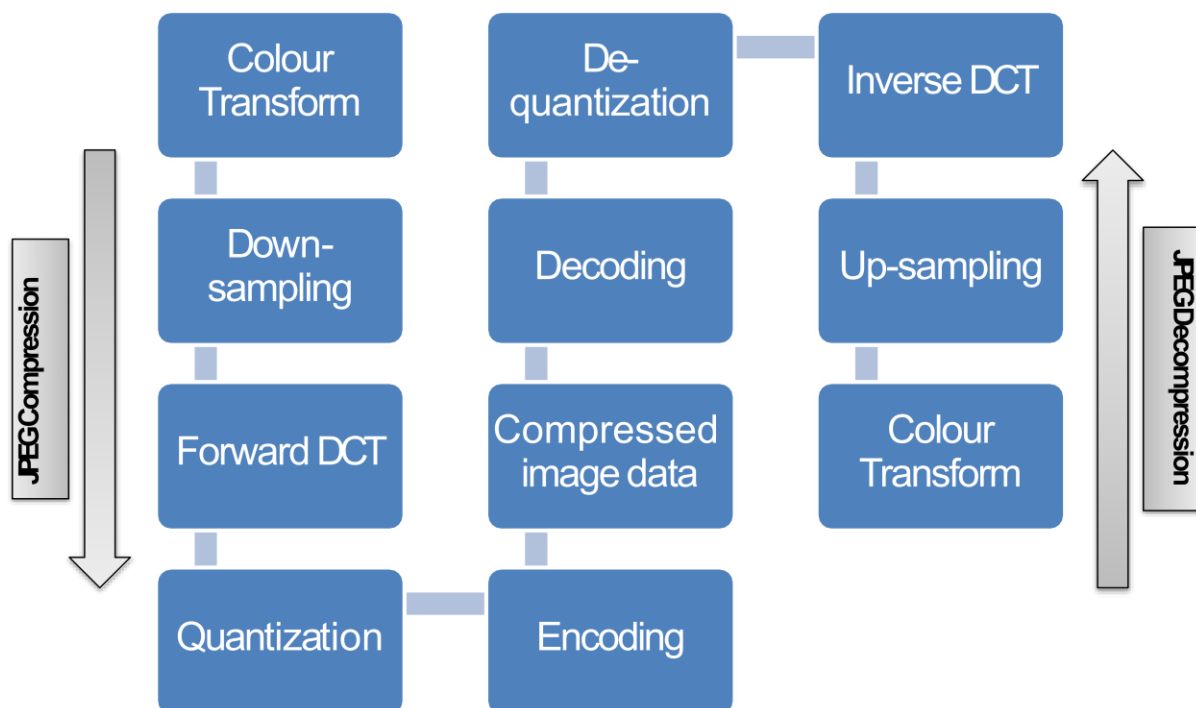 JPEGCompression
Colour
Transform
Down-
sampling
Forward DCT
Quantization
Encoding
Compressed
image data
Decoding
De-
quantization
Inverse DCT
Up-sampling
Colour
Transform
JPEGDecompression